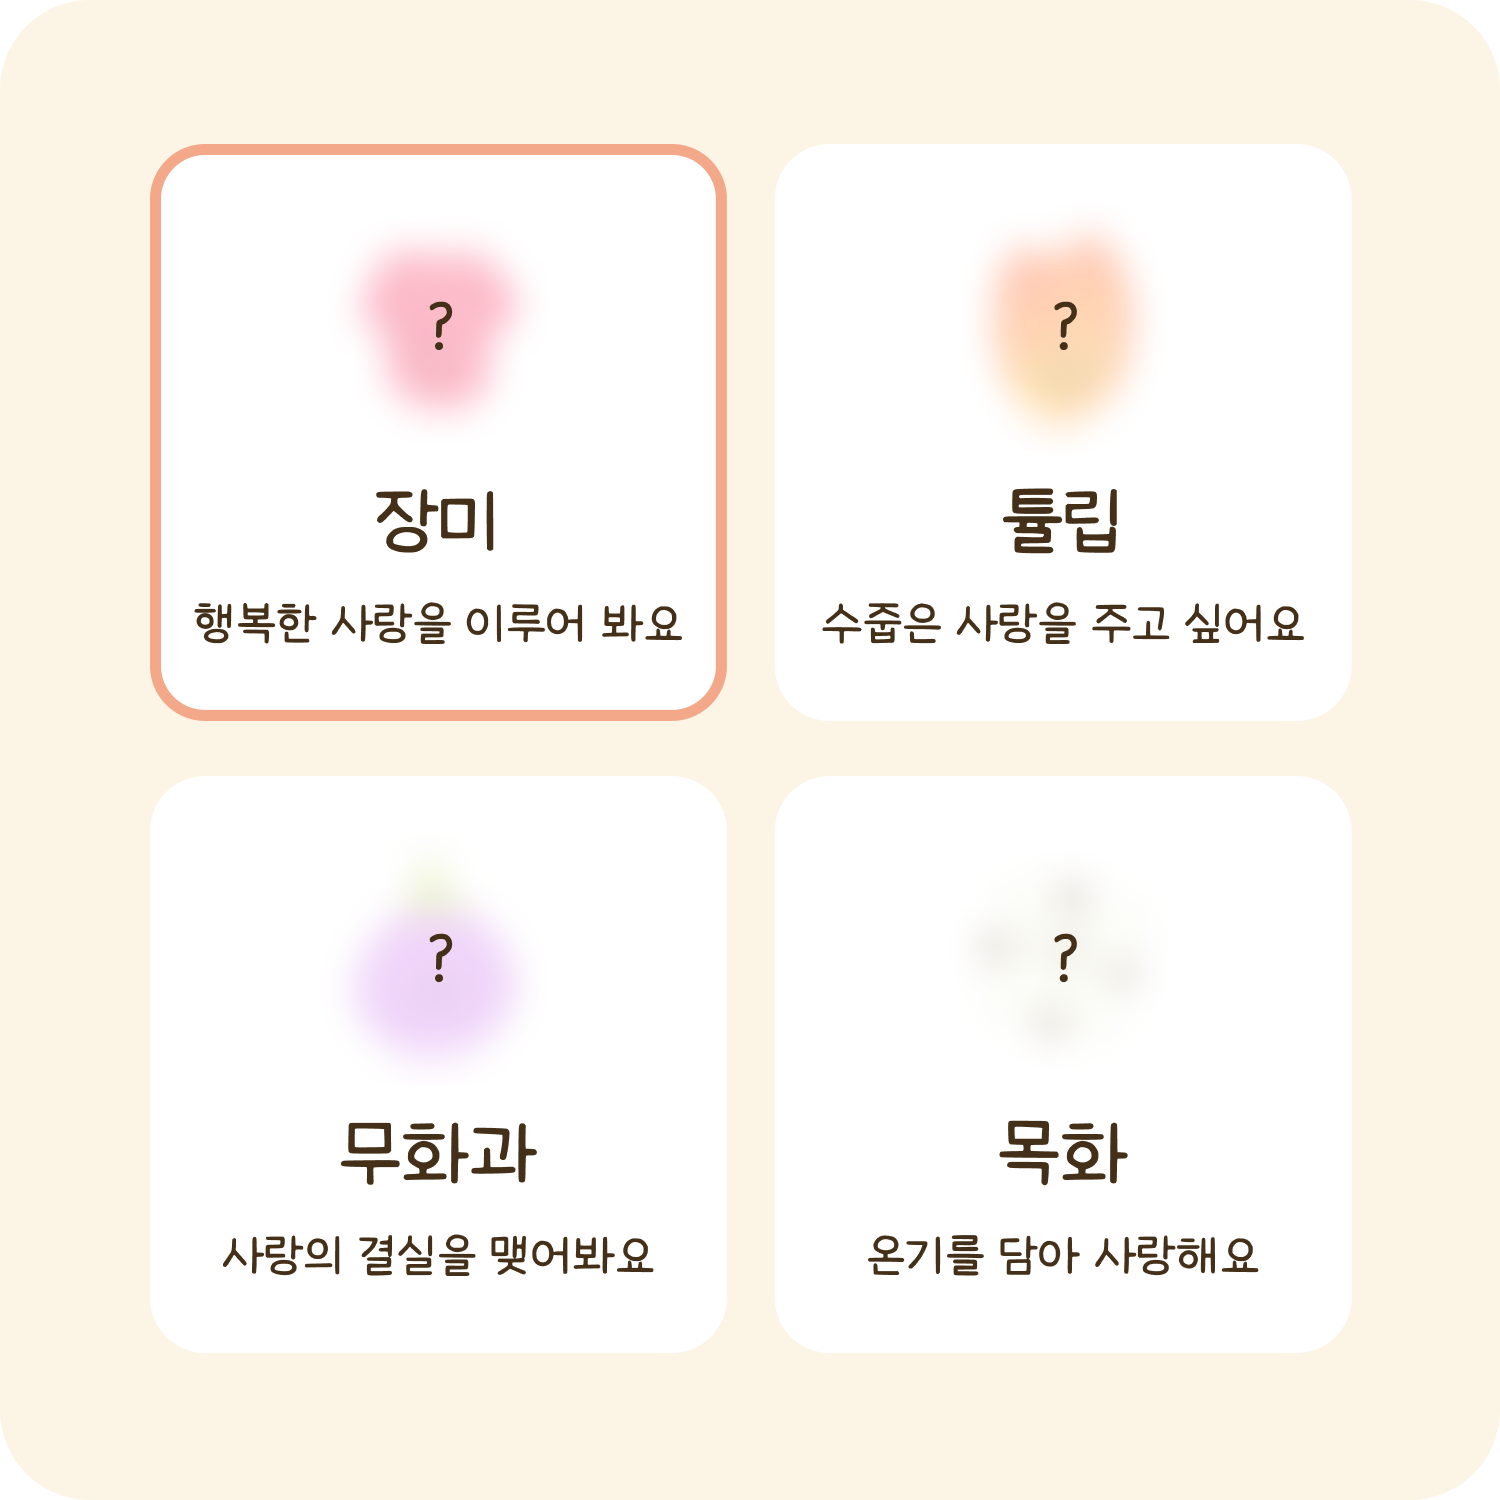 ?
장미
행복한 사랑을 이루어 봐요
?
튤립
수줍은 사랑을 주고 싶어요
?
무화과
사랑의 결실을 맺어봐요
?
목화
온기를 담아 사랑해요